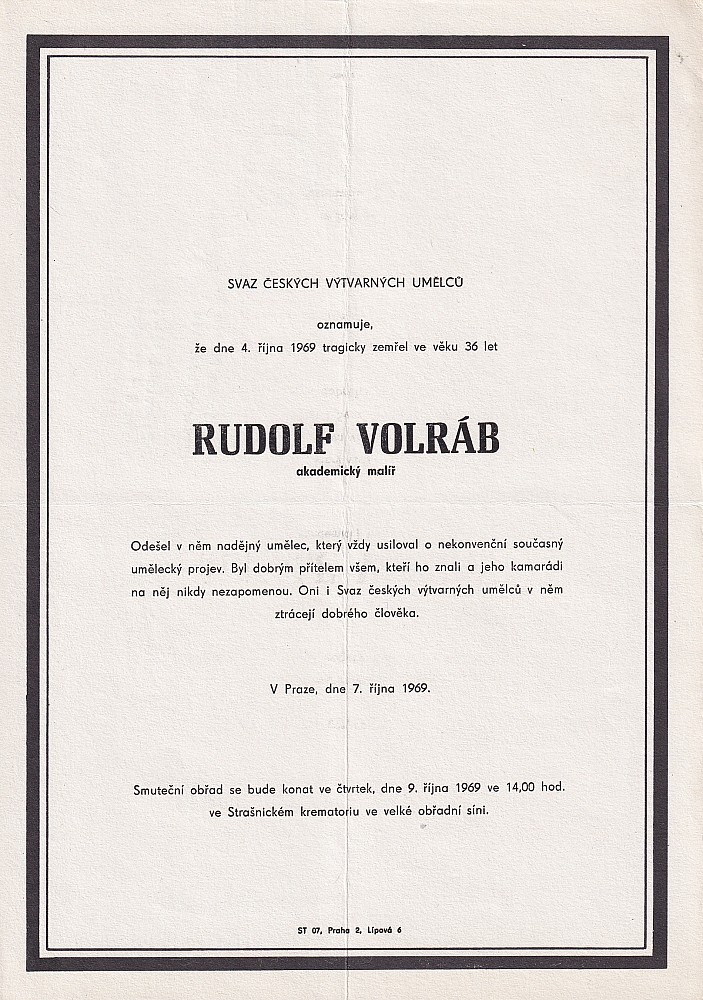 SVAZ ČESKÝCH VÝTVARNÝCH UMĚLCŮ
oznamuje,
že dne 4. října 1969 tragicky zemřel ve věku 36 let
RUDOLF VOLRÁB
akademický malíř
Odešel v něm nadějný umělec, který vždy usiloval o nekonvenční současný
umělecký projev. Byl dobrým přítelem všem, kteří ho znali a jeho kamarádi
na něj nikdy nezapomenou. Oni i Svaz českých výtvarných umělců v něm
ztrácejí dobrého člověka.
V Praze, dne 7. října 1969.
Smuteční obřad se bude konat ve čtvrtek, dne 9. října 1969 ve 14,00 hod.
ve Strašnickém krematoriu ve velké obřadní síni.
ST 07, Praha 2, Lípová 6